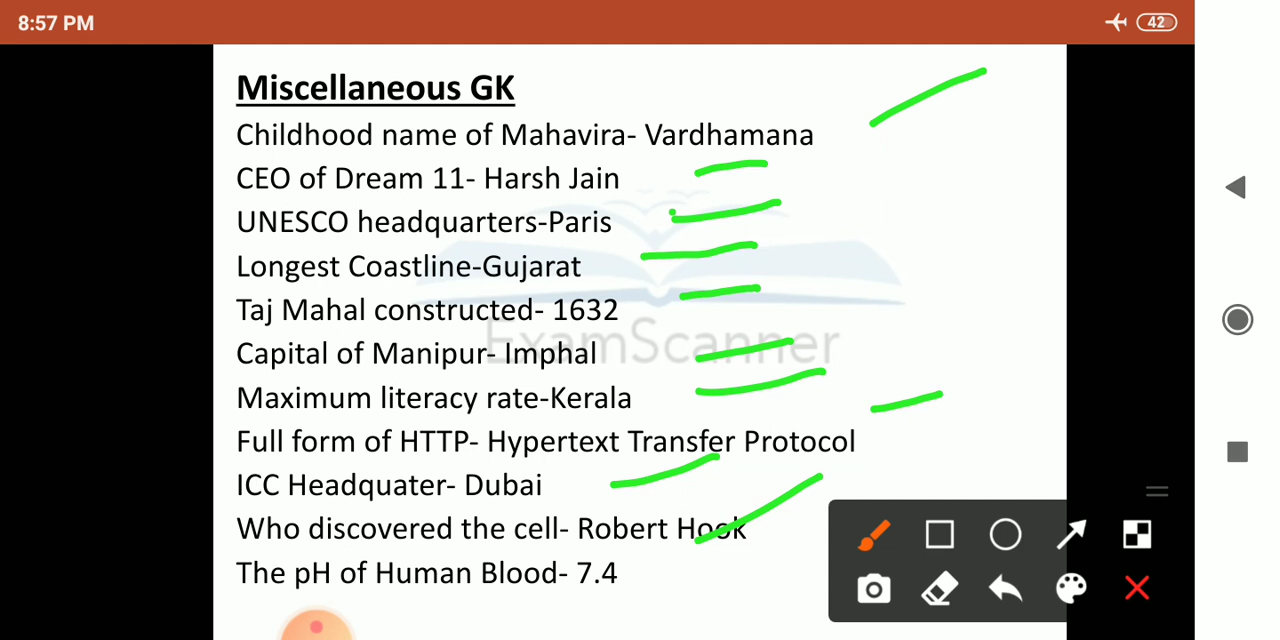 8:57 PM
42
Miscellaneous GK
Childhood name of Mahavira- Vardhamana
CEO of Dream 11- Harsh Jain
UNESCO headquarters-Paris
Longest Coastline-Gujarat
Taj Mahal constructed- 1632
ExamScanner
Capital of Manipur- Imphal
Maximum literacy rate-Kerala
Full form of HTTP- Hypertext Transfer Protocol
ICC Headquater- Dubai
Who discovered the cell- Robert Hook
The pH of Human Blood- 7.4